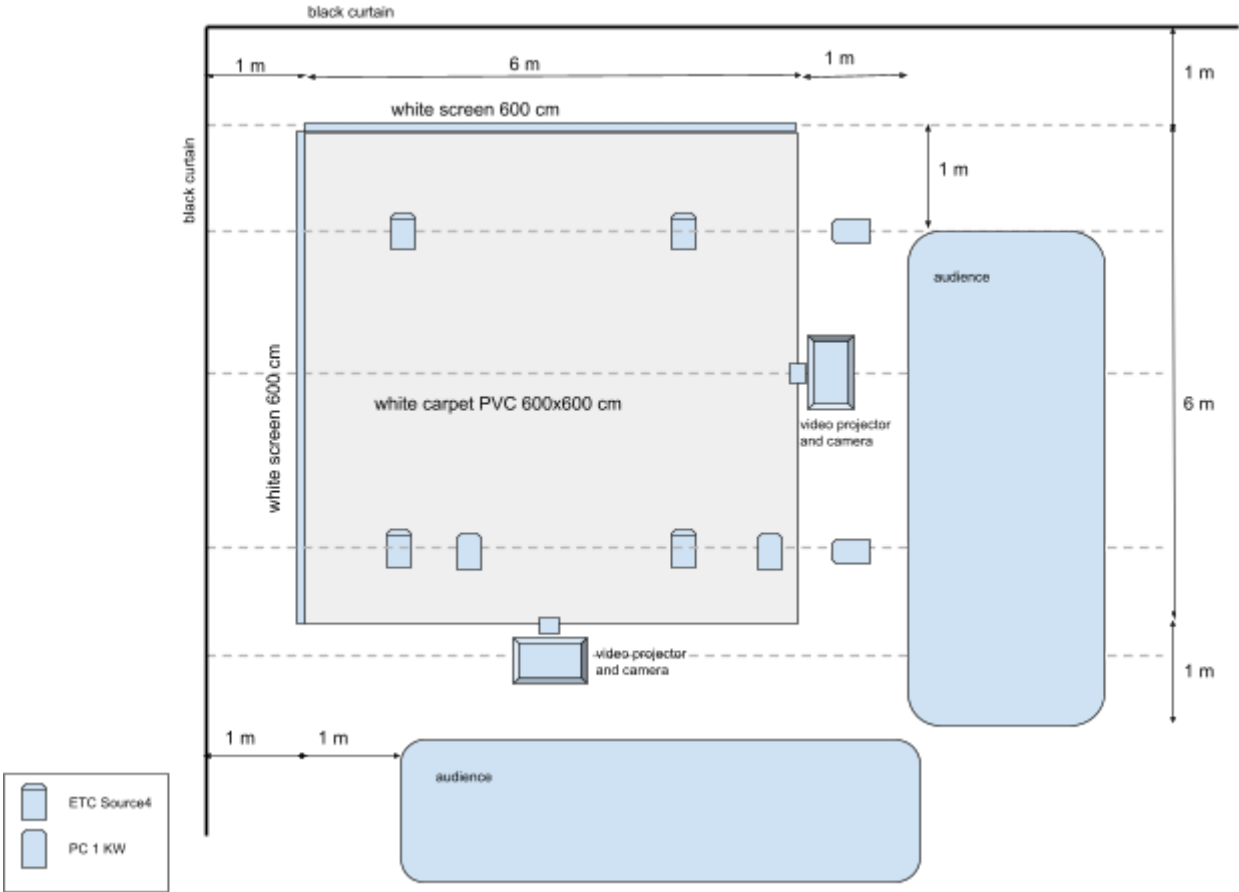 black curtain
1 m
6 m
1 m
1 m
white screen 600 cm
black curtain
1 m
audience
white screen 600 cm
white carpet PVC 600x600 cm
6 m
video projector
and camera
video projector
and camera
1 m
1 m
1 m
audience
ETC Source4
PC 1 KW